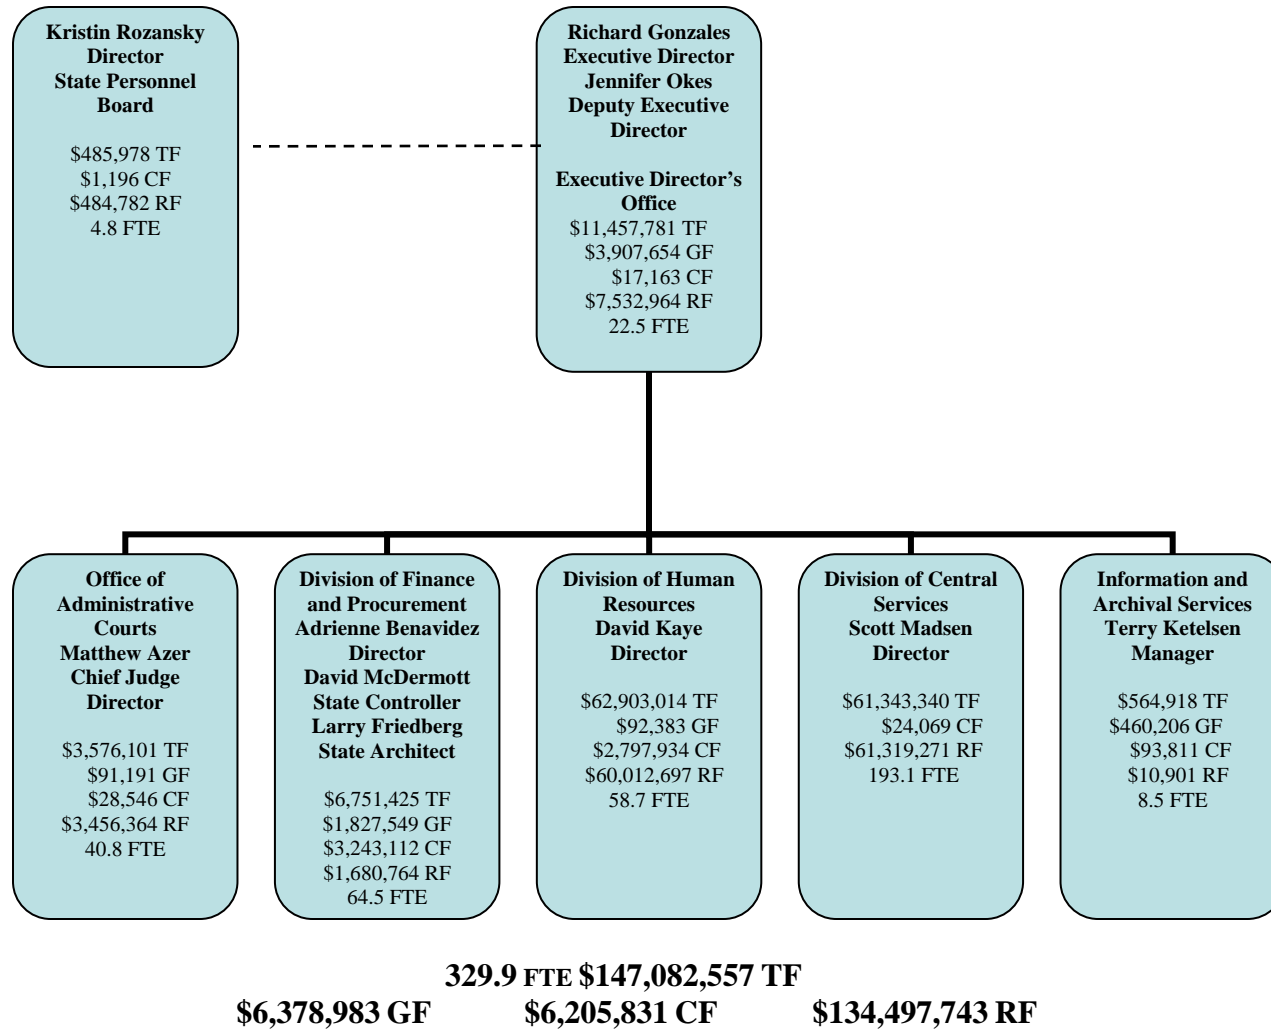 Kristin Rozansky
Director
State Personnel
Board
$485,978 TF
$1,196 CF
$484,782 RF
4.8 FTE
Richard Gonzales
Executive Director
Jennifer Okes
Deputy Executive
Director
Executive Director’s
Office
$11,457,781 TF
$3,907,654 GF
$17,163 CF
$7,532,964 RF
22.5 FTE
Office of
Administrative
Courts
Matthew Azer
Chief Judge
Director
$3,576,101 TF
$91,191 GF
$28,546 CF
$3,456,364 RF
40.8 FTE
Division of Finance
and Procurement
Adrienne Benavidez
Director
David McDermott
State Controller
Larry Friedberg
State Architect
$6,751,425 TF
$1,827,549 GF
$3,243,112 CF
$1,680,764 RF
64.5 FTE
Division of Human
Resources
David Kaye
Director
$62,903,014 TF
$92,383 GF
$2,797,934 CF
$60,012,697 RF
58.7 FTE
Division of Central
Services
Scott Madsen
Director
$61,343,340 TF
$24,069 CF
$61,319,271 RF
193.1 FTE
Information and
Archival Services
Terry Ketelsen
Manager
$564,918 TF
$460,206 GF
$93,811 CF
$10,901 RF
8.5 FTE
329.9 FTE $147,082,557 TF
$6,378,983 GF $6,205,831 CF $134,497,743 RF